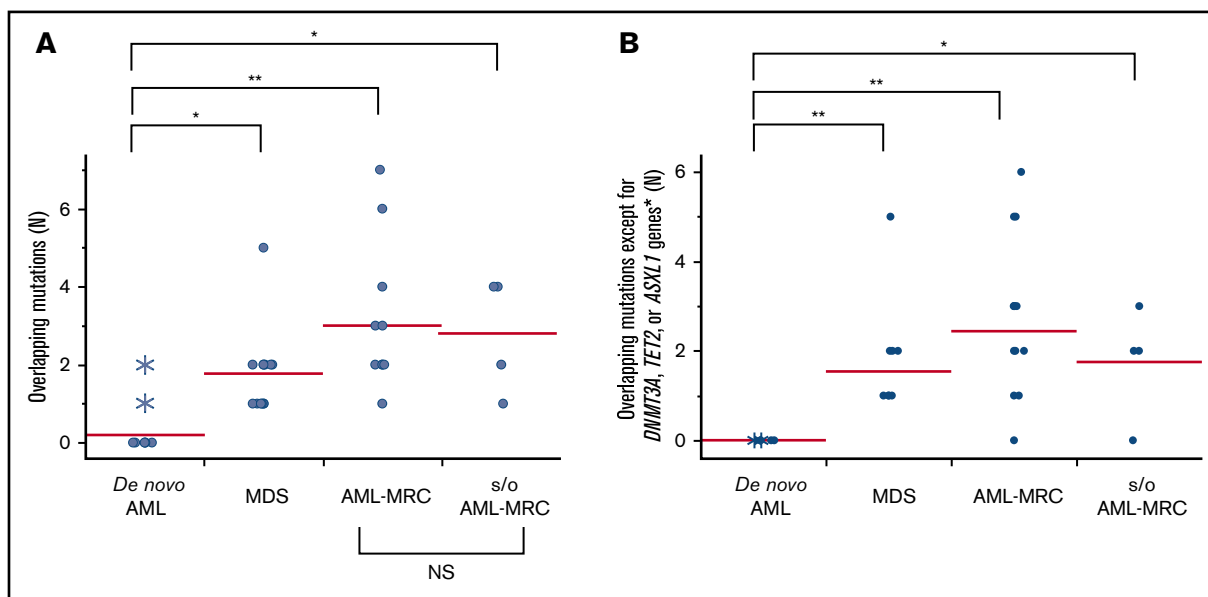 A
*
**
*
Overlapping mutations (N)
6
4
2
0
De novo
AML
MDS
AML-MRC
s/o
AML-MRC
NS
B
*
**
**
Overlapping mutations except for
DNMT3A, TET2, or ASXL1 genes* (N)
6
4
2
0
De novo
AML
MDS
AML-MRC
s/o
AML-MRC